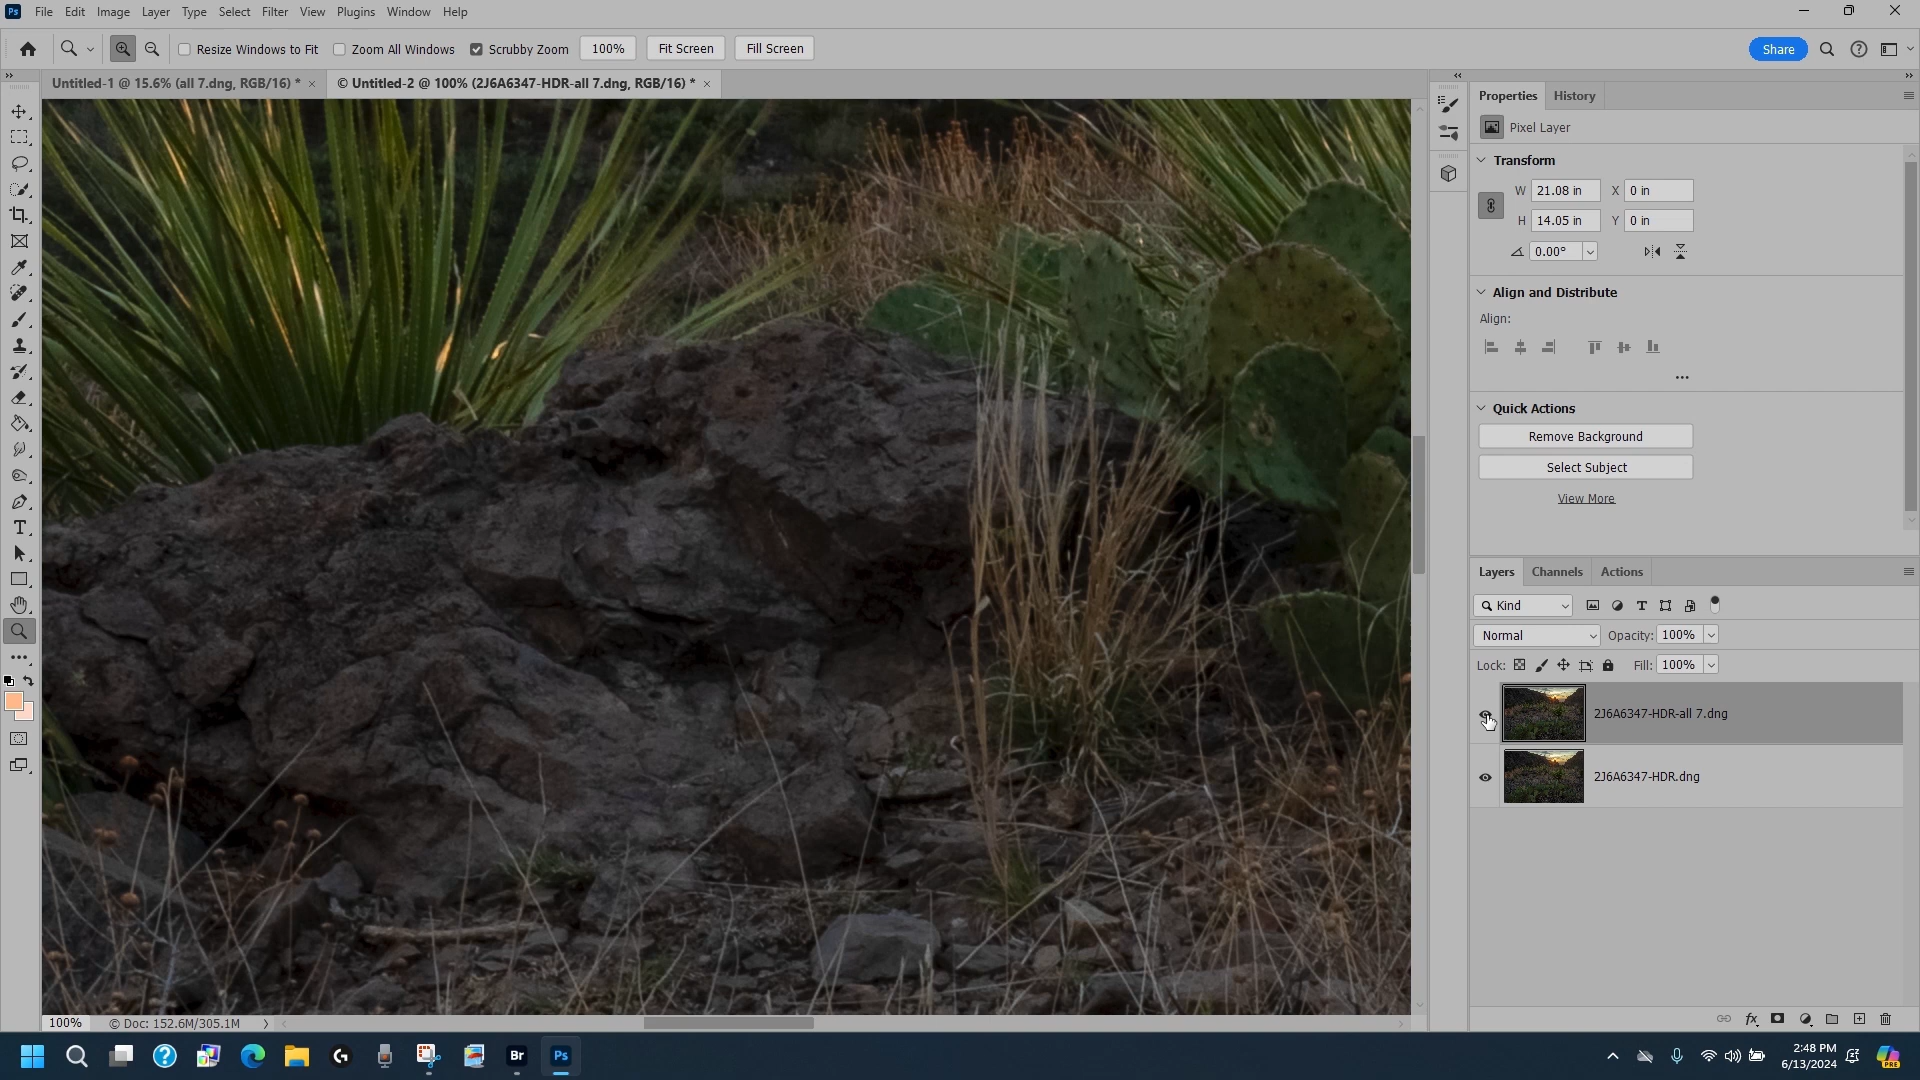 Ps File Edit Image Layer Type Select Filter View Plugins Window Help
Resize Windows to Fit Zoom All Windows Scrubby Zoom 100% Fit Screen Fill Screen Share
Untitled-1 @ 15.6% (all 7.dng, RGB/16) * × © Untitled-2 @ 100% (2J6A6347-HDR-all 7.dng, RGB/16) * ×
Properties History
Pixel Layer
Transform
W 21.08 in X 0 in
H 14.05 in Y 0 in
0.00°
Align and Distribute
Align:
Quick Actions
Remove Background
Select Subject
View More
Layers Channels Actions
Kind
Normal Opacity: 100%
Lock: Fill: 100%
2J6A6347-HDR-all 7.dng
2J6A6347-HDR.dng
100% © Doc: 152.6M/305.1M
Br Ps
2:48 PM
6/13/2024
PRE